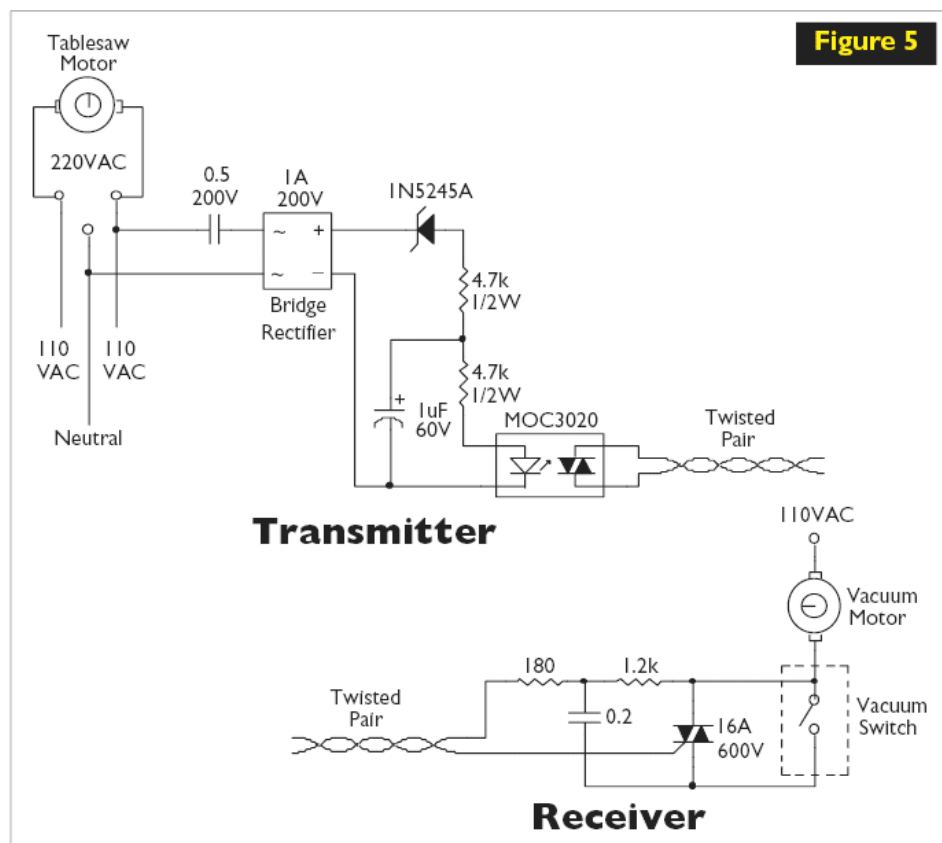 Figure 5
Tablesaw
Motor
220VAC
0.5
200V
1A
200V
1N5245A
~ +
~ −
Bridge
Rectifier
4.7k
1/2W
110
VAC
110
VAC
Neutral
+
1uF
60V
4.7k
1/2W
MOC3020
Twisted
Pair
Transmitter
110VAC
Vacuum
Motor
180
1.2k
Twisted
Pair
0.2
16A
600V
Vacuum
Switch
Receiver